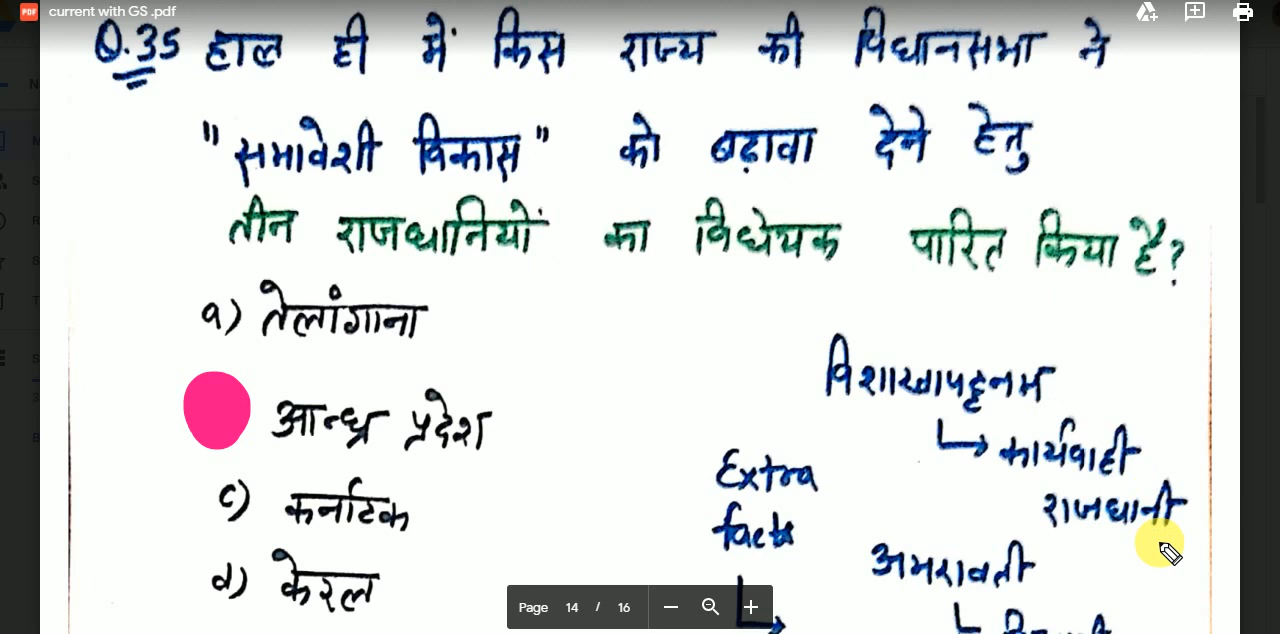 current with GS .pdf
Q.35 हाल ही में किस राज्य की विधानसभा ने
"समावेशी विकास" को बढ़ावा देने हेतु
तीन राजधानियों का विधेयक पारित किया है?
a) तेलांगाना
आन्ध्र प्रदेश
c) कर्नाटक
d) केरल
विशाखापट्टनम
कार्यवाही
राजधानी
Extra
facts
अमरावती
Page 14 / 16